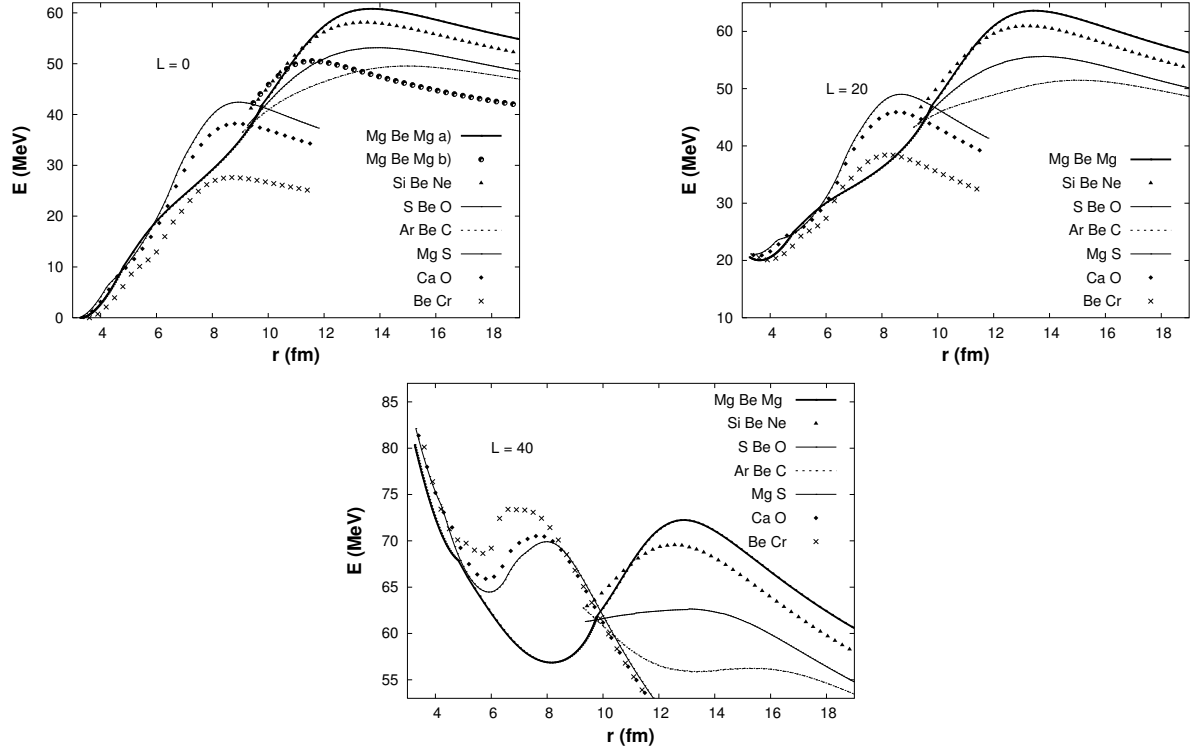 60
50
40
30
20
10
0
E (MeV)
L = 0
Mg Be Mg a)
Mg Be Mg b)
Si Be Ne
S Be O
Ar Be C
Mg S
Ca O
Be Cr
4 6 8 10 12 14 16 18
r (fm)
60
50
40
30
20
10
E (MeV)
L = 20
Mg Be Mg
Si Be Ne
S Be O
Ar Be C
Mg S
Ca O
Be Cr
4 6 8 10 12 14 16 18
r (fm)
85
80
75
70
65
60
55
E (MeV)
L = 40
Mg Be Mg
Si Be Ne
S Be O
Ar Be C
Mg S
Ca O
Be Cr
4 6 8 10 12 14 16 18
r (fm)